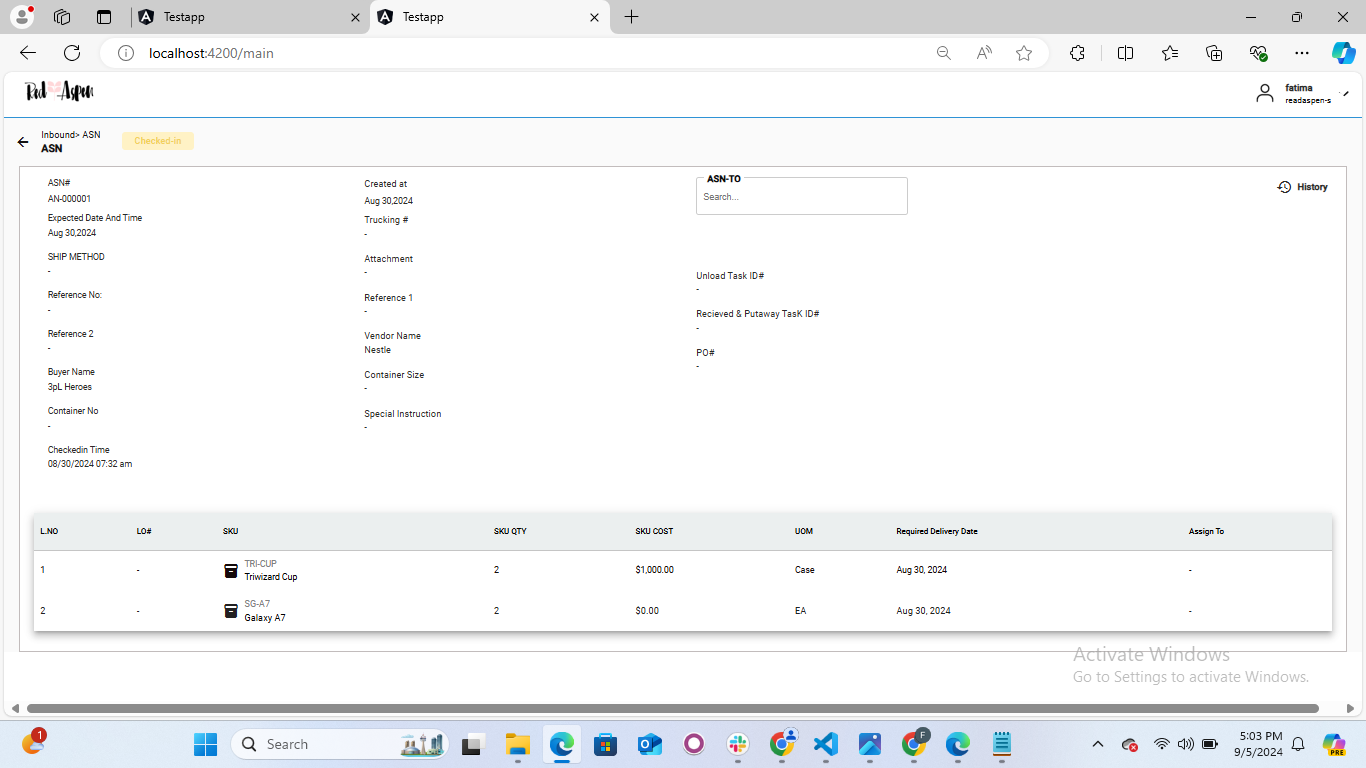 Testapp
Testapp
localhost:4200/main
Red Aspen
fatima
readaspen-s
Inbound> ASN
ASN
Checked-in
ASN#
AN-000001
Expected Date And Time
Aug 30,2024
SHIP METHOD
-
Reference No:
-
Reference 2
-
Buyer Name
3pL Heroes
Container No
-
Checkedin Time
08/30/2024 07:32 am
Created at
Aug 30,2024
Trucking #
-
Attachment
-
Reference 1
-
Vendor Name
Nestle
Container Size
-
Special Instruction
-
ASN-TO
Search...
Unload Task ID#
-
Recieved & Putaway TasK ID#
-
PO#
-
History
L.NO LO# SKU SKU QTY SKU COST UOM Required Delivery Date Assign To
1 - TRI-CUP Triwizard Cup 2 $1,000.00 Case Aug 30, 2024 -
2 - SG-A7 Galaxy A7 2 $0.00 EA Aug 30, 2024 -
Activate Windows
Go to Settings to activate Windows.
1
Search
F
5:03 PM
9/5/2024
PRE